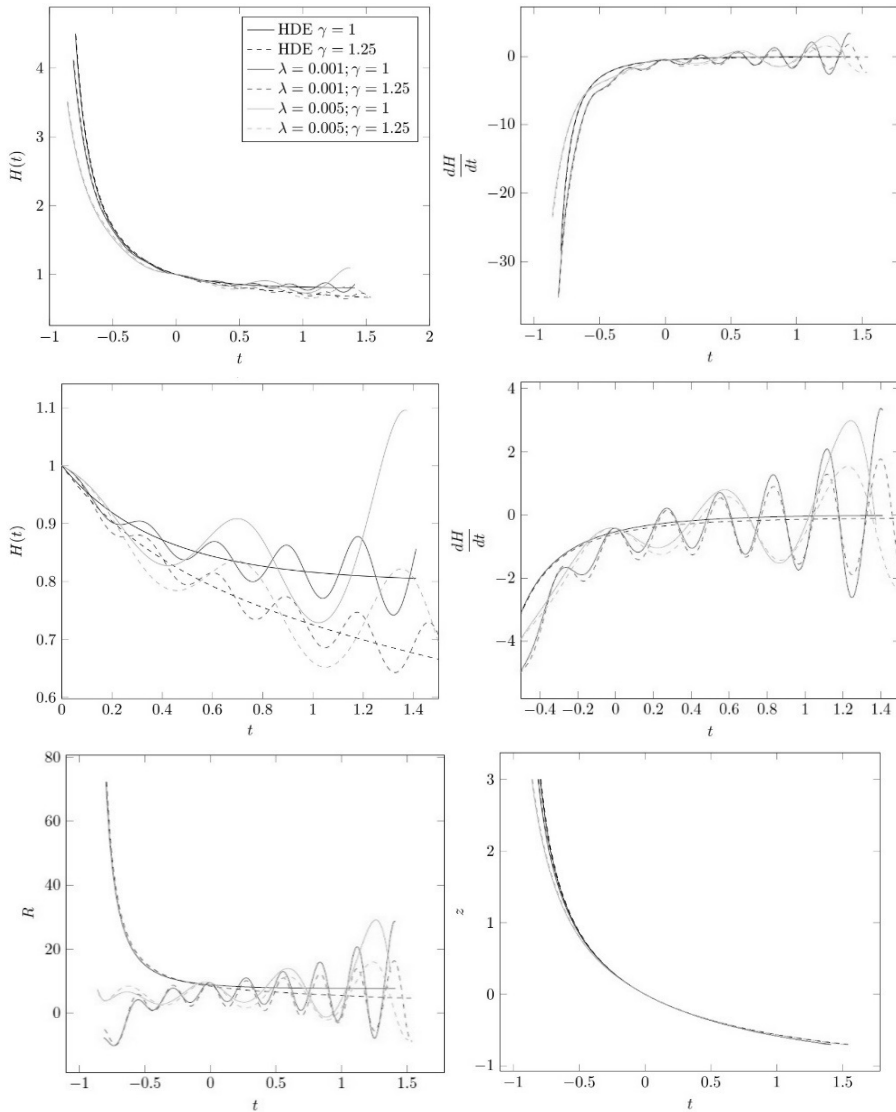 HDE γ = 1
HDE γ = 1.25
λ = 0.001; γ = 1
λ = 0.001; γ = 1.25
λ = 0.005; γ = 1
λ = 0.005; γ = 1.25
4
3
2
1
H(t)
−1 −0.5 0 0.5 1 1.5 2
t
0
−10
−20
−30
dH
dt
−1 −0.5 0 0.5 1 1.5
t
1.1
1
0.9
0.8
0.7
0.6
H(t)
0 0.2 0.4 0.6 0.8 1 1.2 1.4
t
4
2
0
−2
−4
dH
dt
−0.4 −0.2 0 0.2 0.4 0.6 0.8 1 1.2 1.4
t
80
60
40
20
0
R
−1 −0.5 0 0.5 1 1.5
t
3
2
1
0
−1
z
−1 −0.5 0 0.5 1 1.5
t